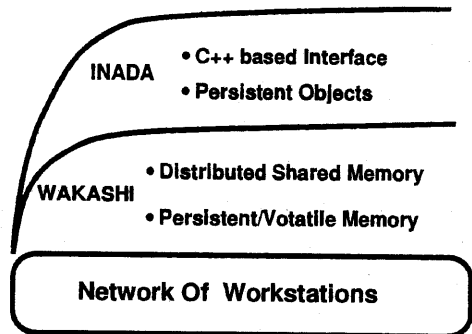 INADA
• C++ based Interface
• Persistent Objects
WAKASHI
• Distributed Shared Memory
• Persistent/Votatile Memory
Network Of Workstations